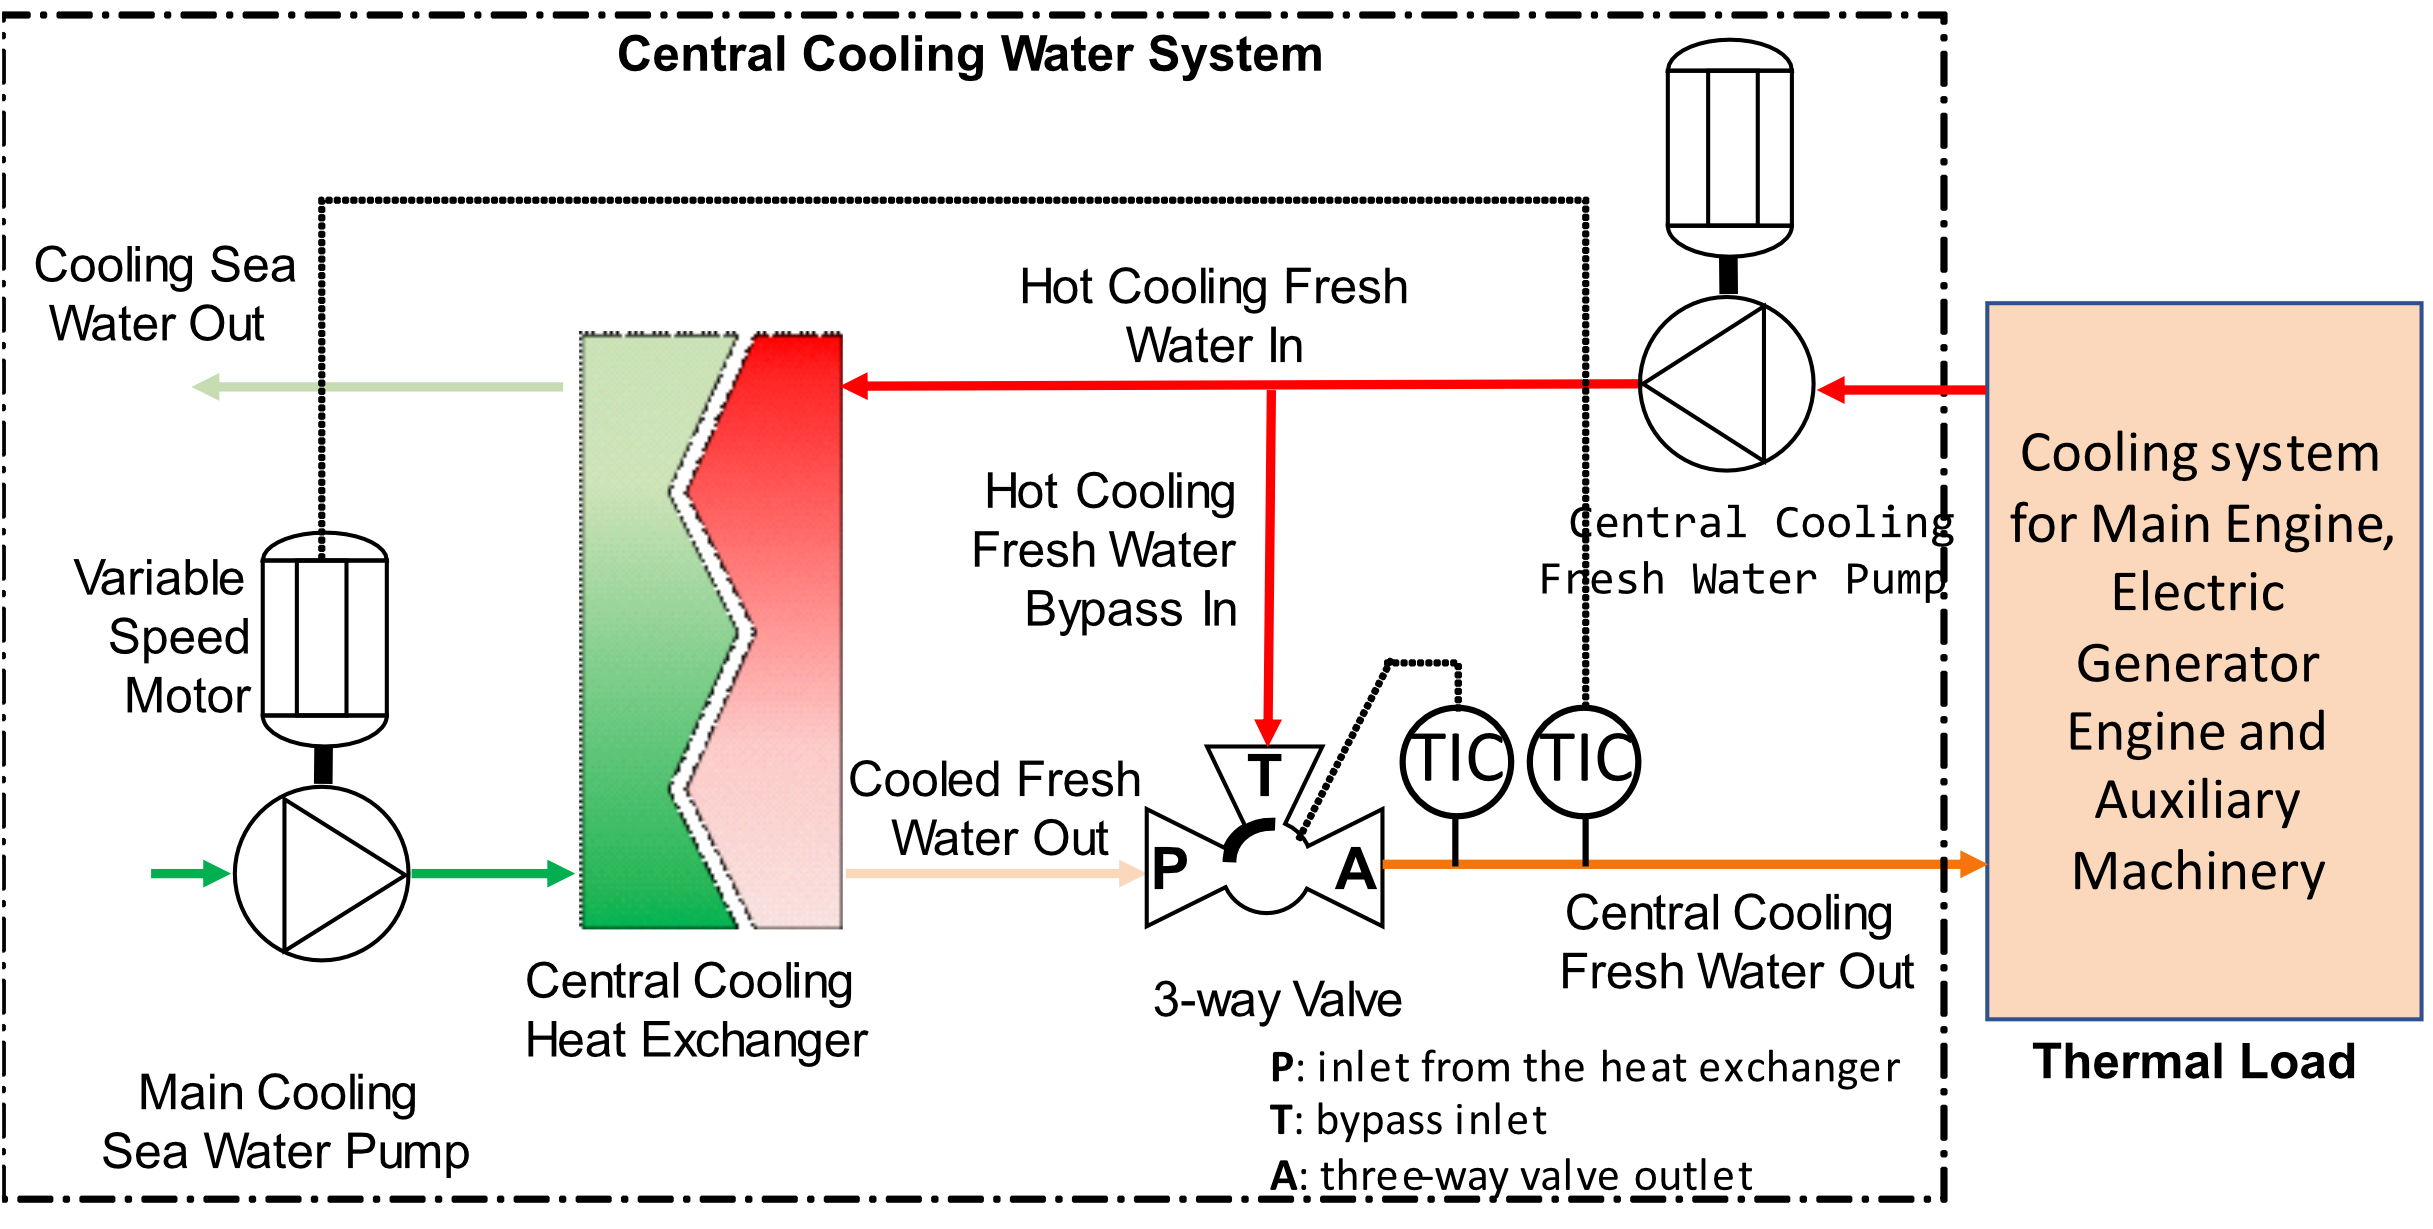 Central Cooling Water System
Cooling Sea
Water Out
Hot Cooling Fresh
Water In
Variable
Speed
Motor
Hot Cooling
Fresh Water
Bypass In
Central Cooling
Fresh Water Pump
Cooling system
for Main Engine,
Electric
Generator
Engine and
Auxiliary
Machinery
Cooled Fresh
Water Out
T
P
A
TIC
TIC
Central Cooling
Fresh Water Out
Central Cooling
Heat Exchanger
3-way Valve
Main Cooling
Sea Water Pump
P: inlet from the heat exchanger
T: bypass inlet
A: three-way valve outlet
Thermal Load